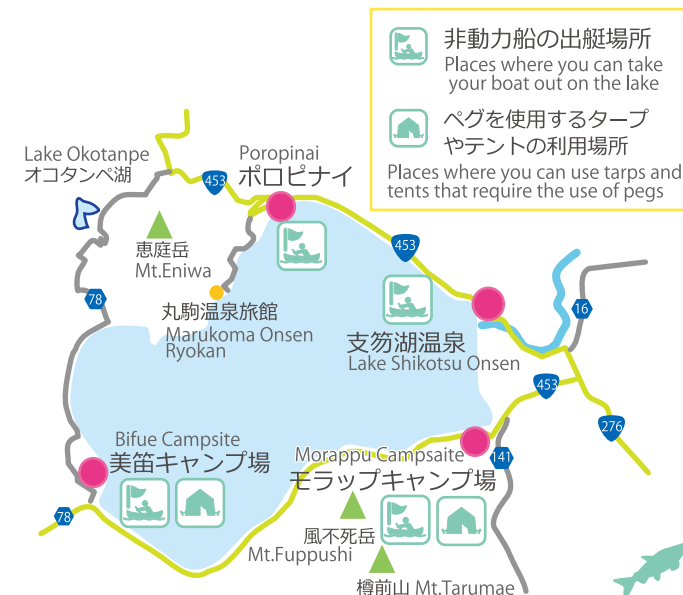 非動力船の出艇場所
Places where you can take
your boat out on the lake
ペグを使用するタープ
やテントの利用場所
Places where you can use tarps and
tents that require the use of pegs
Lake Okotanpe
オコタンペ湖
453
Poropinai
ポロピナイ
恵庭岳
Mt.Eniwa
453
78
丸駒温泉旅館
Marukoma Onsen
Ryokan
支笏湖温泉
Lake Shikotsu Onsen
16
453
276
Bifue Campsite
美笛キャンプ場
Morappu Campsaite
モラップキャンプ場
141
78
風不死岳
Mt.Fuppushi
樽前山 Mt.Tarumae